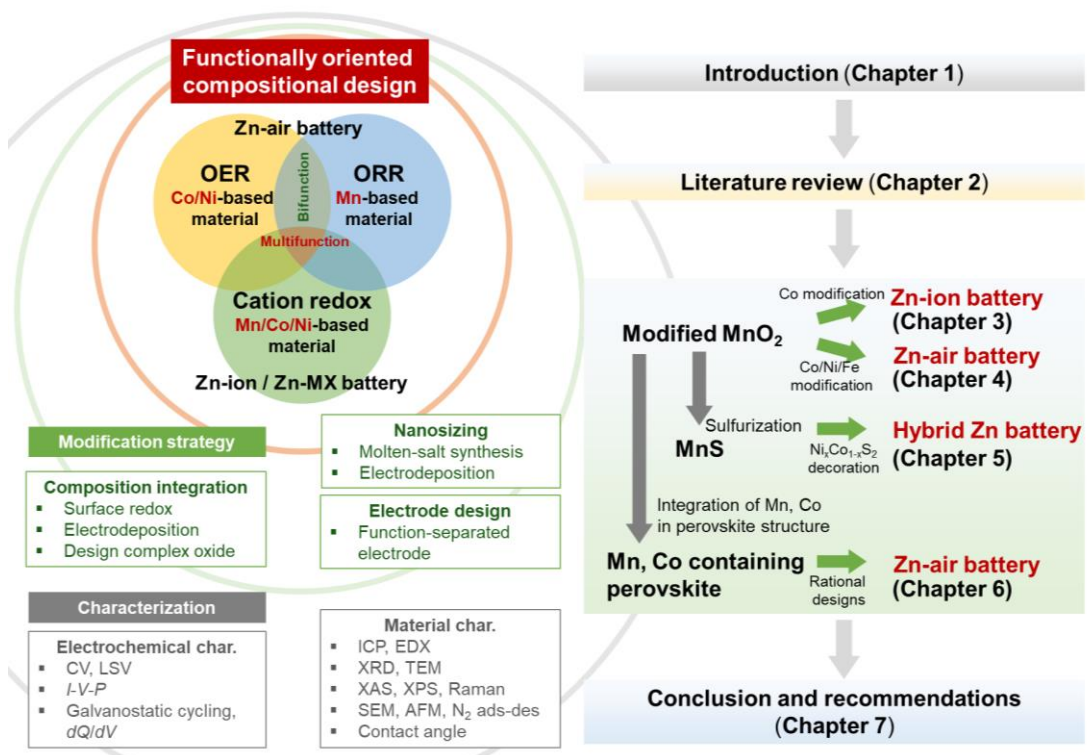 Functionally oriented
compositional design
Zn-air battery
OER
Co/Ni-based
material
Bifunction
ORR
Mn-based
material
Multifunction
Cation redox
Mn/Co/Ni-based
material
Zn-ion / Zn-MX battery
Modification strategy
Composition integration
▪ Surface redox
▪ Electrodeposition
▪ Design complex oxide
Nanosizing
▪ Molten-salt synthesis
▪ Electrodeposition
Electrode design
▪ Function-separated
electrode
Characterization
Electrochemical char.
▪ CV, LSV
▪ I-V-P
▪ Galvanostatic cycling,
dQ/dV
Material char.
▪ ICP, EDX
▪ XRD, TEM
▪ XAS, XPS, Raman
▪ SEM, AFM, N₂ ads-des
▪ Contact angle
Introduction (Chapter 1)
Literature review (Chapter 2)
Modified MnO₂
Co modification
Zn-ion battery
(Chapter 3)
Co/Ni/Fe
modification
Zn-air battery
(Chapter 4)
Sulfurization
MnS
NiₓCo₁₋ₓS₂
decoration
Hybrid Zn battery
(Chapter 5)
Integration of Mn, Co
in perovskite structure
Mn, Co containing
perovskite
Rational
designs
Zn-air battery
(Chapter 6)
Conclusion and recommendations
(Chapter 7)